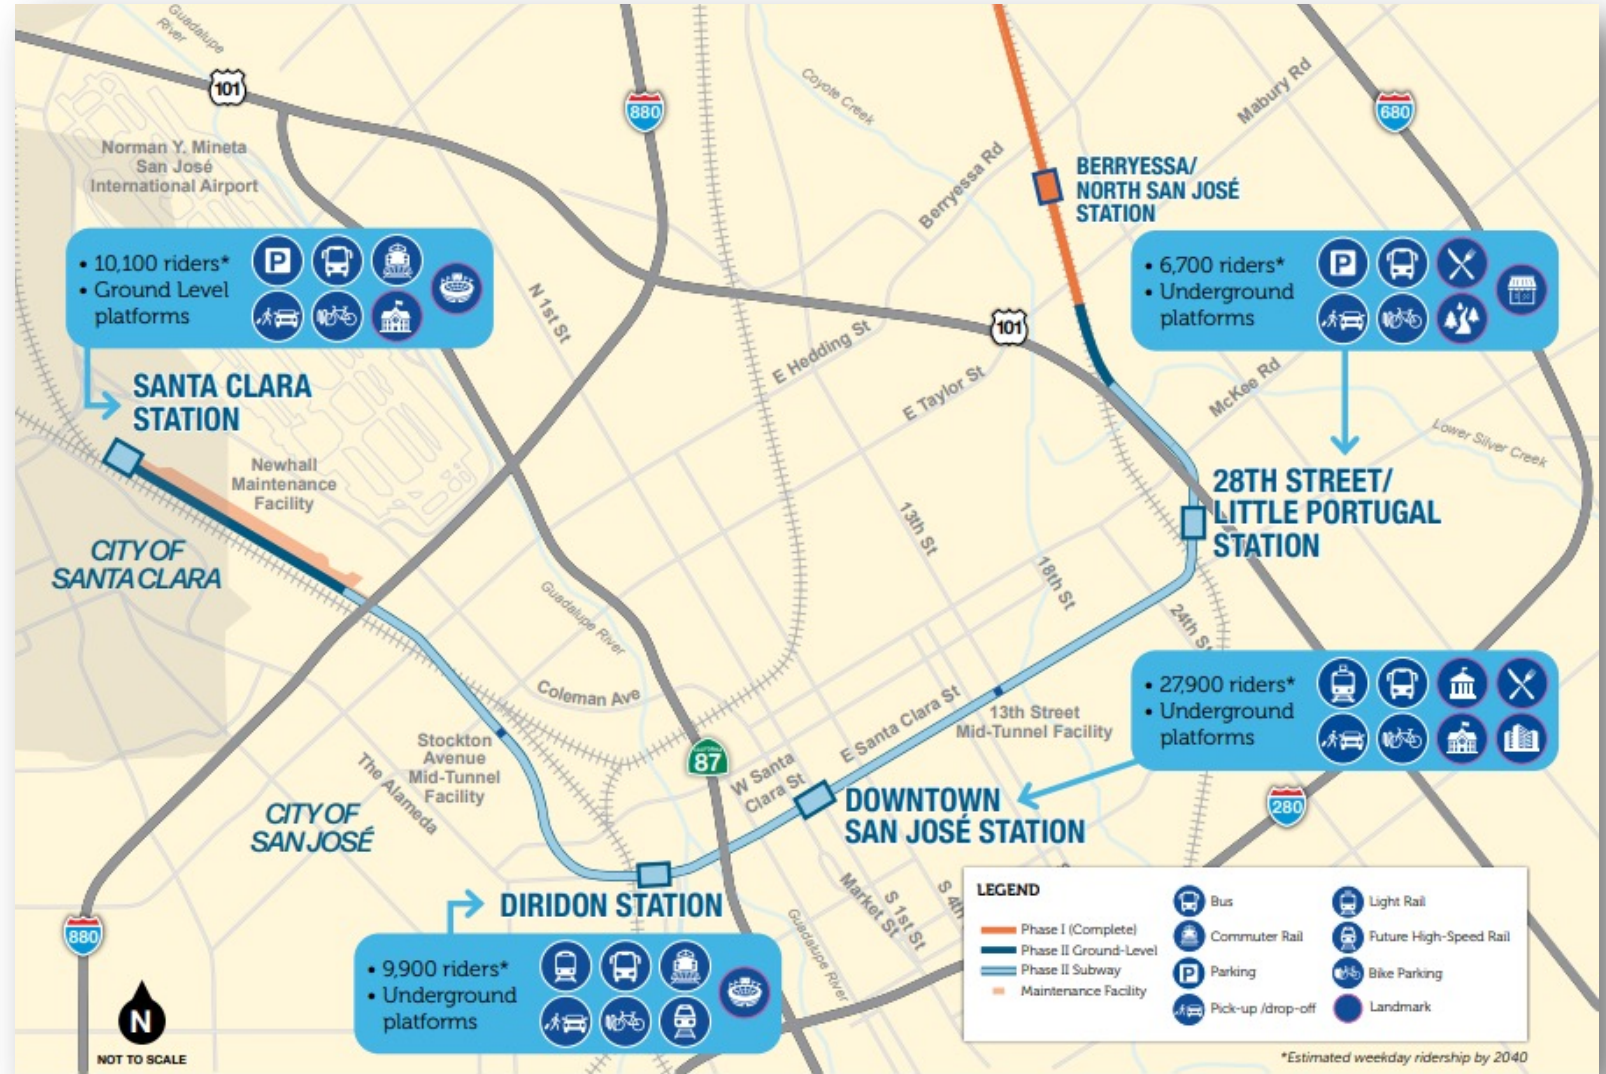 Guadalupe
River
101
880
Coyote Creek
Mabury Rd
680
Norman Y. Mineta
San José
International Airport
Berryessa Rd
BERRYESSA/
NORTH SAN JOSÉ
STATION
• 10,100 riders*
• Ground Level
platforms
P
N 1st St
• 6,700 riders*
• Underground
platforms
P
101
E Hedding St
E Taylor St
McKee Rd
Lower Silver Creek
SANTA CLARA
STATION
Newhall
Maintenance
Facility
28TH STREET/
LITTLE PORTUGAL
STATION
13th St
18th St
24th St
CITY OF
SANTA CLARA
Guadalupe River
Coleman Ave
E Santa Clara St
13th Street
Mid-Tunnel Facility
• 27,900 riders*
• Underground
platforms
Stockton
Avenue
Mid-Tunnel
Facility
The Alameda
CALIFORNIA
87
W Santa
Clara St
DOWNTOWN
SAN JOSÉ STATION
280
CITY OF
SAN JOSÉ
DIRIDON STATION
Market St
S 1st St
S 4th
Guadalupe River
880
• 9,900 riders*
• Underground
platforms
N
NOT TO SCALE
LEGEND
Phase I (Complete)
Phase II Ground-Level
Phase II Subway
Maintenance Facility
Bus
Commuter Rail
P Parking
Pick-up /drop-off
Light Rail
Future High-Speed Rail
Bike Parking
Landmark
*Estimated weekday ridership by 2040